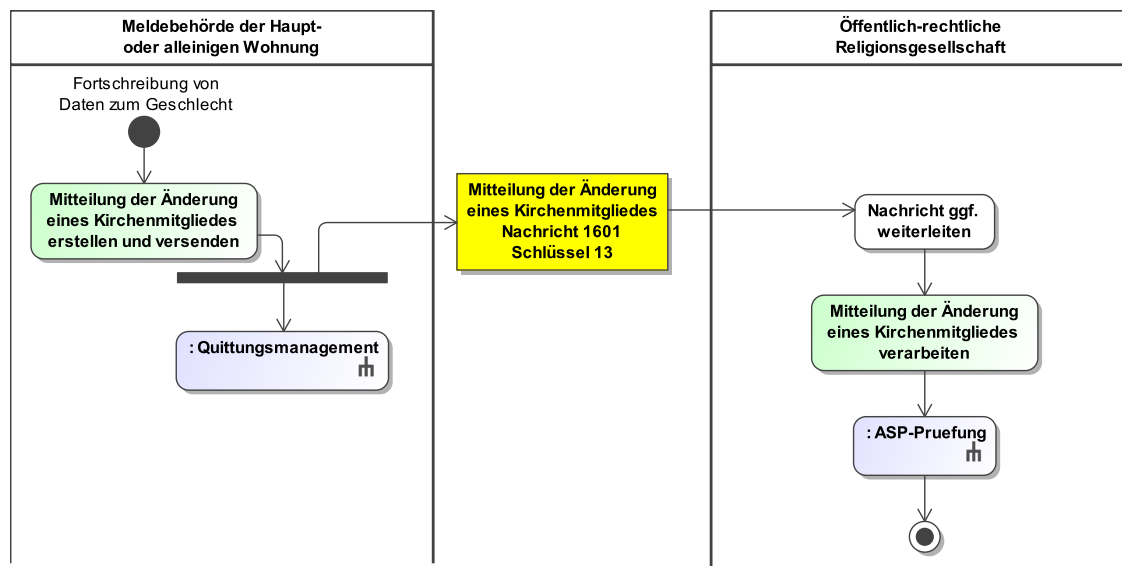 Meldebehörde der Haupt-
oder alleinigen Wohnung
Öffentlich-rechtliche
Religionsgesellschaft
Fortschreibung von
Daten zum Geschlecht
Mitteilung der Änderung
eines Kirchenmitgliedes
erstellen und versenden
: Quittungsmanagement
Mitteilung der Änderung
eines Kirchenmitgliedes
Nachricht 1601
Schlüssel 13
Nachricht ggf.
weiterleiten
Mitteilung der Änderung
eines Kirchenmitgliedes
verarbeiten
: ASP-Pruefung